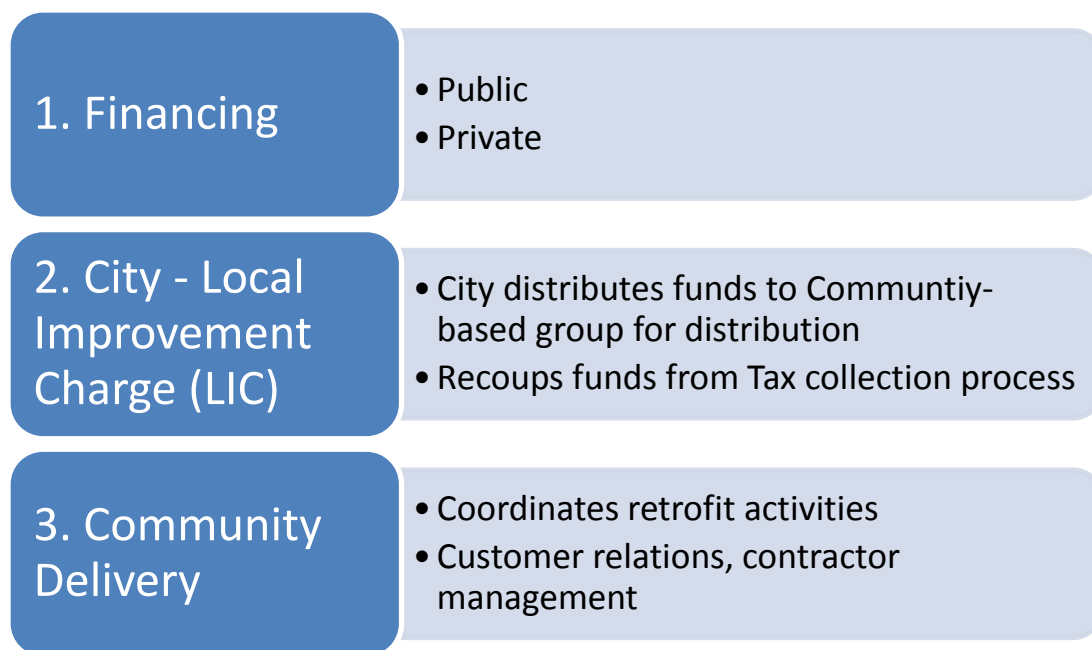 1. Financing
• Public
• Private
2. City - Local
Improvement
Charge (LIC)
• City distributes funds to Communtiy-
based group for distribution
• Recoups funds from Tax collection process
3. Community
Delivery
• Coordinates retrofit activities
• Customer relations, contractor
management